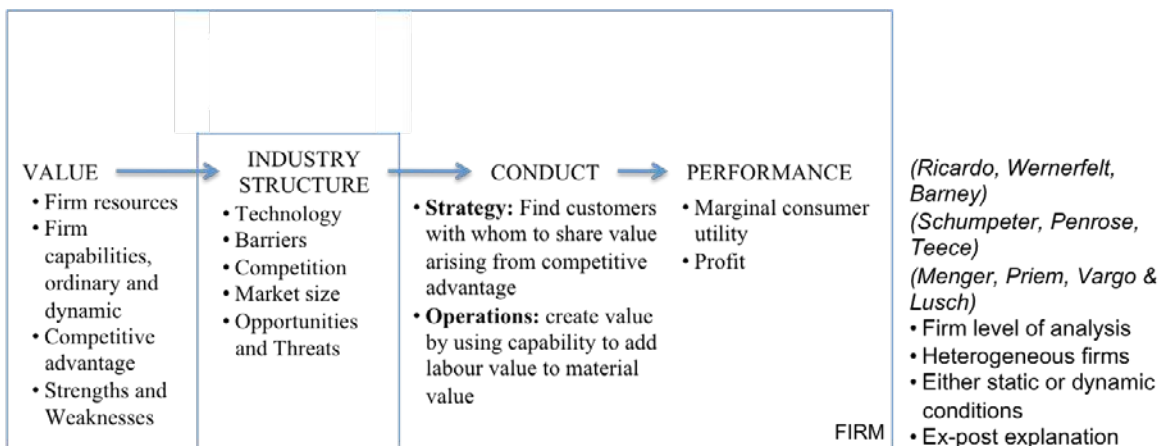 VALUE
• Firm resources
• Firm
capabilities,
ordinary and
dynamic
• Competitive
advantage
• Strengths and
Weaknesses
INDUSTRY
STRUCTURE
• Technology
• Barriers
• Competition
• Market size
• Opportunities
and Threats
CONDUCT
• Strategy: Find customers
with whom to share value
arising from competitive
advantage
• Operations: create value
by using capability to add
labour value to material
value
PERFORMANCE
• Marginal consumer
utility
• Profit
FIRM
(Ricardo, Wernerfelt,
Barney)
(Schumpeter, Penrose,
Teece)
(Menger, Priem, Vargo &
Lusch)
• Firm level of analysis
• Heterogeneous firms
• Either static or dynamic
conditions
• Ex-post explanation